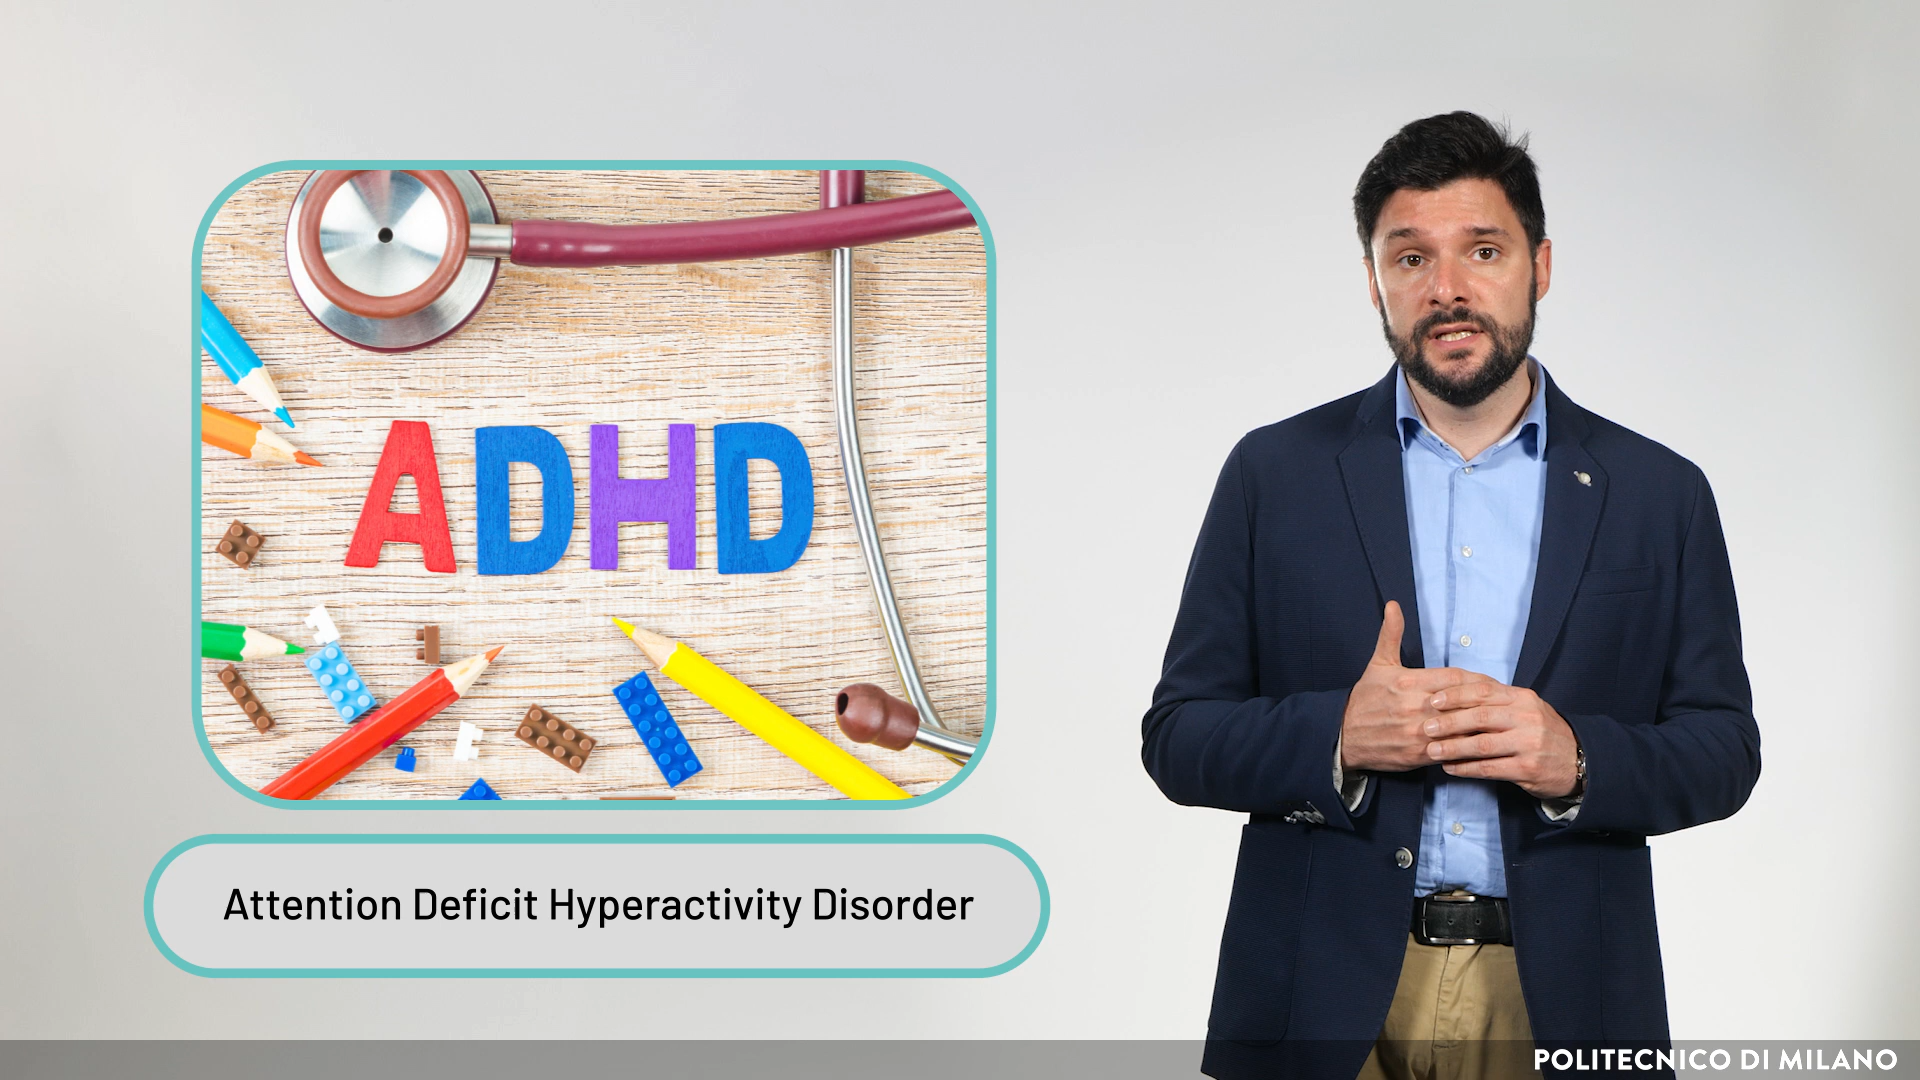 ADHD
Attention Deficit Hyperactivity Disorder
POLITECNICO DI MILANO